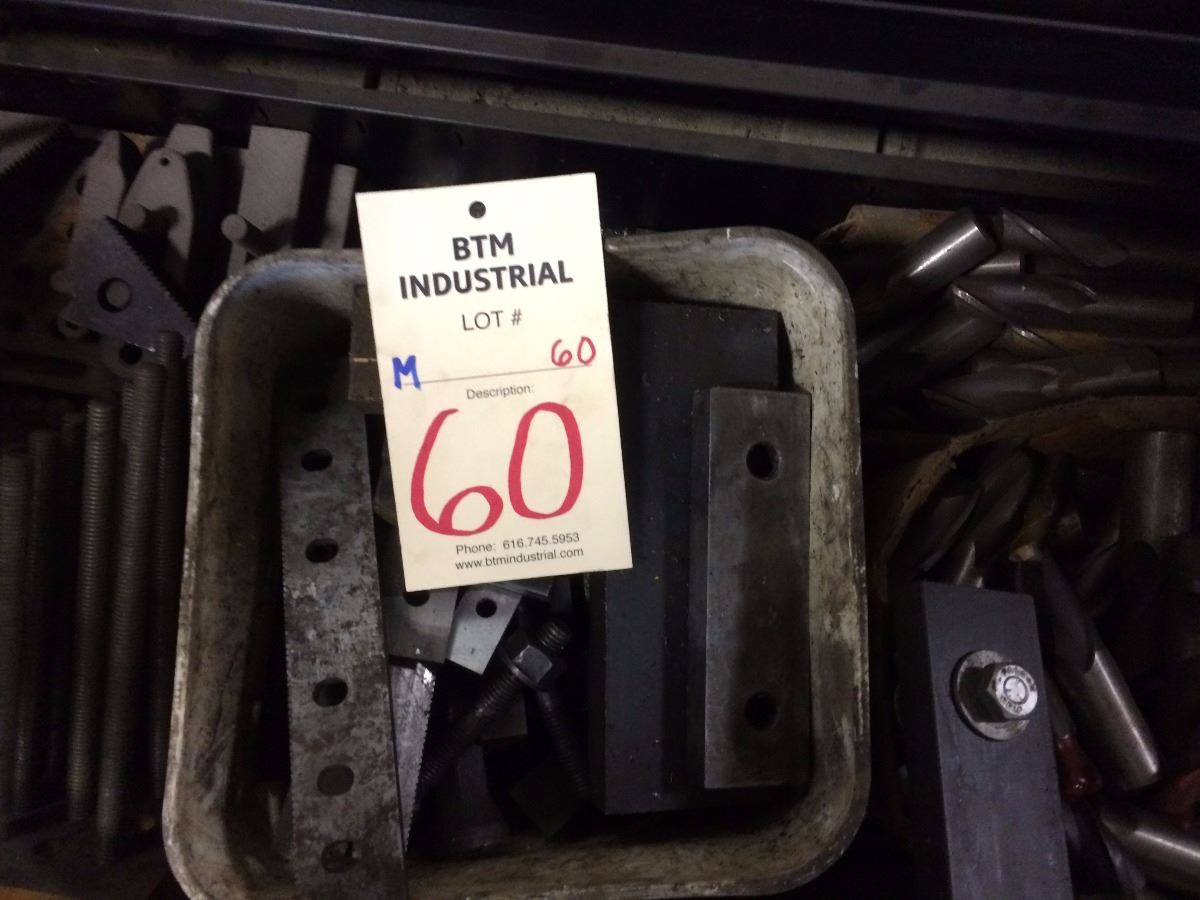 BTM
INDUSTRIAL
LOT #
M 60
Description:
60
Phone: 616.745.5953
www.btmindustrial.com